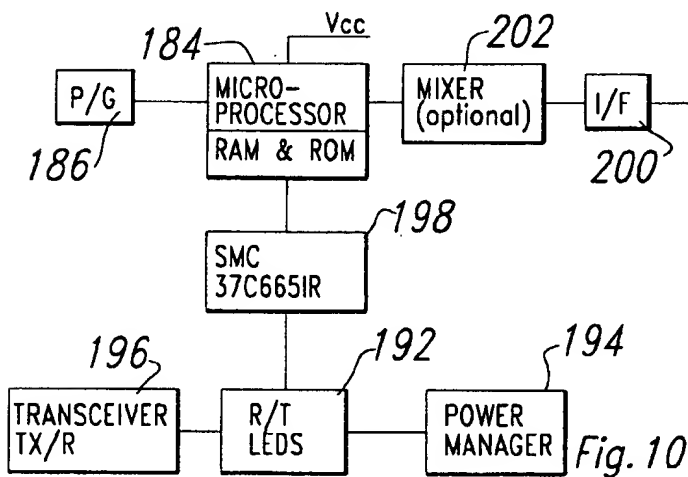 Vcc
184
202
P/G
MICRO-
PROCESSOR
MIXER
(optional)
I/F
186
RAM & ROM
200
198
SMC
37C665IR
196
192
194
TRANSCEIVER
TX/R
R/T
LEDS
POWER
MANAGER
Fig. 10